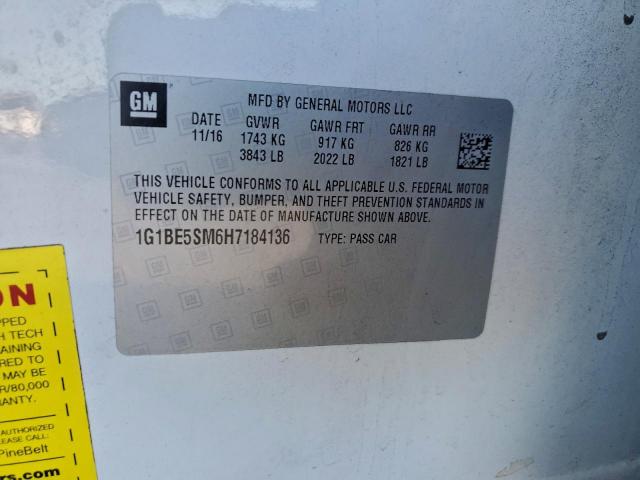 GM
MFD BY GENERAL MOTORS LLC
DATE GVWR GAWR FRT GAWR RR
11/16 1743 KG 917 KG 826 KG
3843 LB 2022 LB 1821 LB
THIS VEHICLE CONFORMS TO ALL APPLICABLE U.S. FEDERAL MOTOR
VEHICLE SAFETY, BUMPER, AND THEFT PREVENTION STANDARDS IN
EFFECT ON THE DATE OF MANUFACTURE SHOWN ABOVE.
1G1BE5SM6H7184136 TYPE: PASS CAR
ON
PPED
H TECH
AINING
RED TO
MAY BE
R/80,000
ANTY.
AUTHORIZED
LEASE CALL:
PineBelt
rs.com